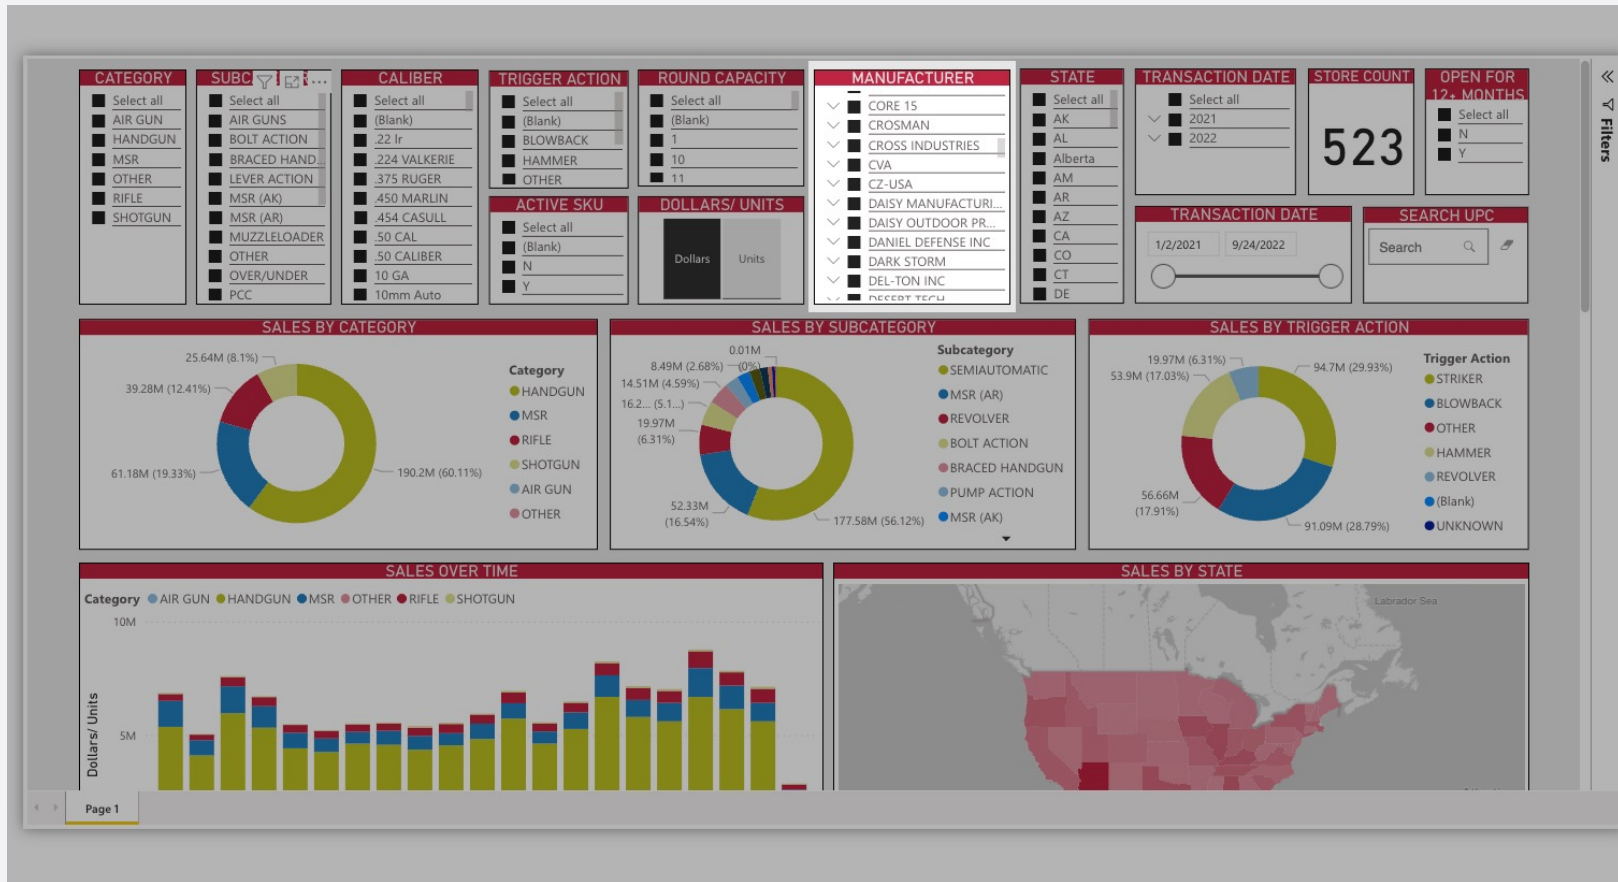 CATEGORY
Select all
AIR GUN
HANDGUN
MSR
OTHER
RIFLE
SHOTGUN
SUBC
Select all
AIR GUNS
BOLT ACTION
BRACED HAND...
LEVER ACTION
MSR (AK)
MSR (AR)
MUZZLELOADER
OTHER
OVER/UNDER
PCC
CALIBER
Select all
(Blank)
.22 lr
.224 VALKERIE
.375 RUGER
.450 MARLIN
.454 CASULL
.50 CAL
.50 CALIBER
10 GA
10mm Auto
TRIGGER ACTION
Select all
(Blank)
BLOWBACK
HAMMER
OTHER
ACTIVE SKU
Select all
(Blank)
N
Y
ROUND CAPACITY
Select all
(Blank)
1
10
11
DOLLARS/ UNITS
Dollars
Units
MANUFACTURER
CORE 15
CROSMAN
CROSS INDUSTRIES
CVA
CZ-USA
DAISY MANUFACTURI...
DAISY OUTDOOR PR...
DANIEL DEFENSE INC
DARK STORM
DEL-TON INC
DESERT TECH
STATE
Select all
AK
AL
Alberta
AM
AR
AZ
CA
CO
CT
DE
TRANSACTION DATE
Select all
2021
2022
STORE COUNT
523
OPEN FOR
12+ MONTHS
Select all
N
Y
TRANSACTION DATE
1/2/2021
9/24/2022
SEARCH UPC
Search
Filters
SALES BY CATEGORY
25.64M (8.1%)
39.28M (12.41%)
61.18M (19.33%)
190.2M (60.11%)
Category
HANDGUN
MSR
RIFLE
SHOTGUN
AIR GUN
OTHER
SALES BY SUBCATEGORY
0.01M
(0%)
8.49M (2.68%)
14.51M (4.59%)
16.2... (5.1...)
19.97M
(6.31%)
52.33M
(16.54%)
177.58M (56.12%)
Subcategory
SEMIAUTOMATIC
MSR (AR)
REVOLVER
BOLT ACTION
BRACED HANDGUN
PUMP ACTION
MSR (AK)
SALES BY TRIGGER ACTION
19.97M (6.31%)
53.9M (17.03%)
56.66M
(17.91%)
94.7M (29.93%)
91.09M (28.79%)
Trigger Action
STRIKER
BLOWBACK
OTHER
HAMMER
REVOLVER
(Blank)
UNKNOWN
SALES OVER TIME
Category AIR GUN HANDGUN MSR OTHER RIFLE SHOTGUN
10M
5M
Dollars/ Units
SALES BY STATE
Labrador Sea
Page 1